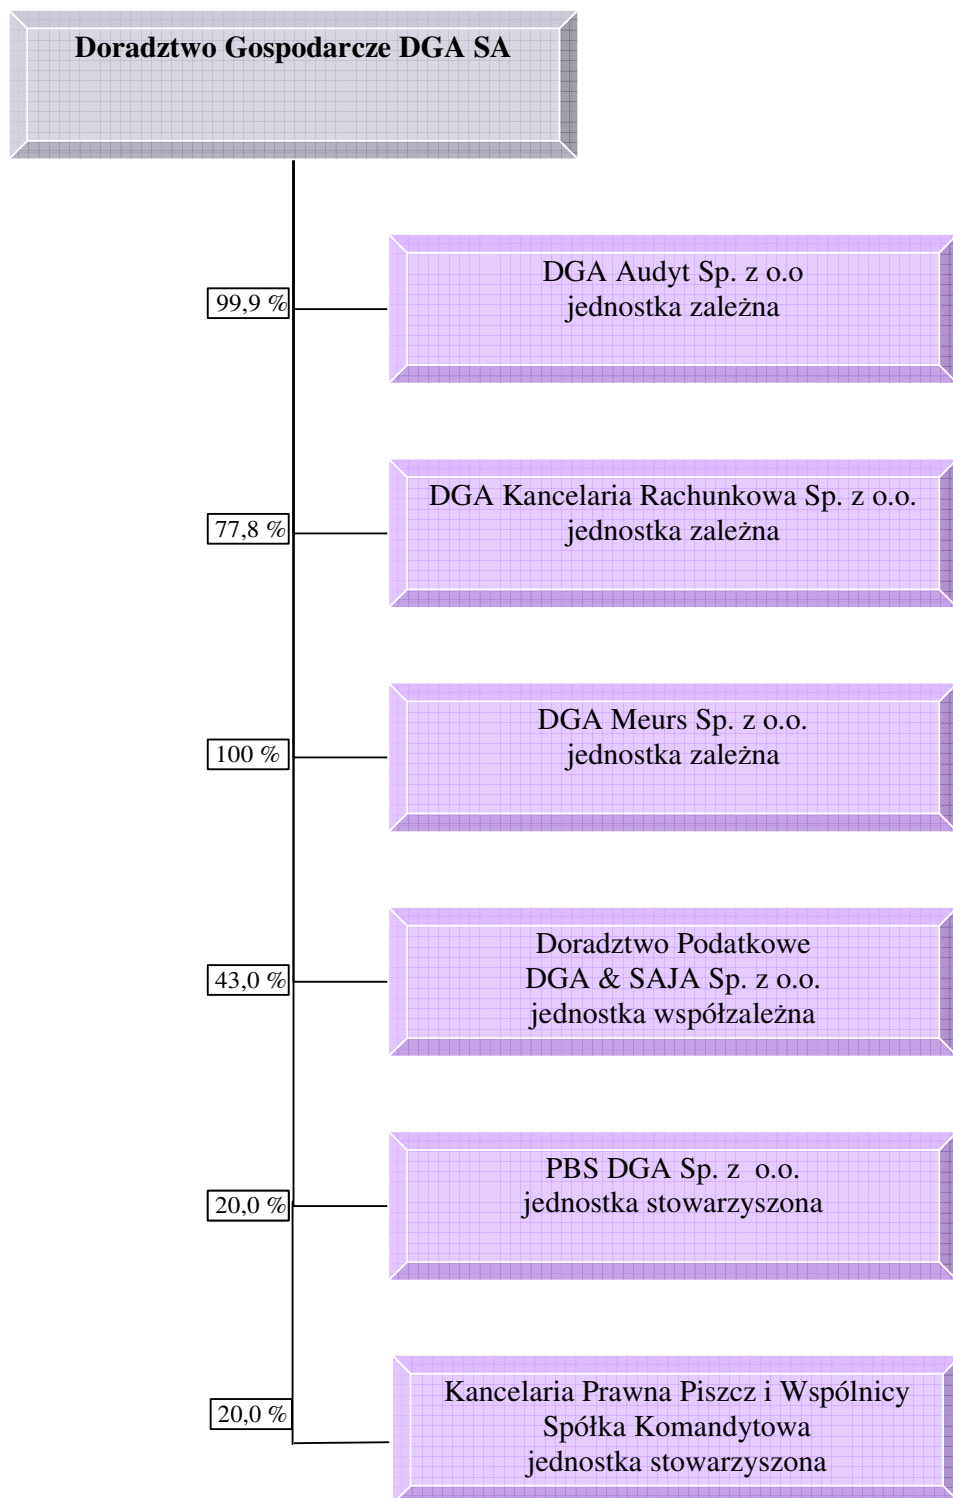 Doradztwo Gospodarcze DGA SA
99,9 %
DGA Audyt Sp. z o.o
jednostka zależna
77,8 %
DGA Kancelaria Rachunkowa Sp. z o.o.
jednostka zależna
100 %
DGA Meurs Sp. z o.o.
jednostka zależna
43,0 %
Doradztwo Podatkowe
DGA & SAJA Sp. z o.o.
jednostka współzależna
20,0 %
PBS DGA Sp. z  o.o.
jednostka stowarzyszona
20,0 %
Kancelaria Prawna Piszcz i Wspólnicy
Spółka Komandytowa
jednostka stowarzyszona